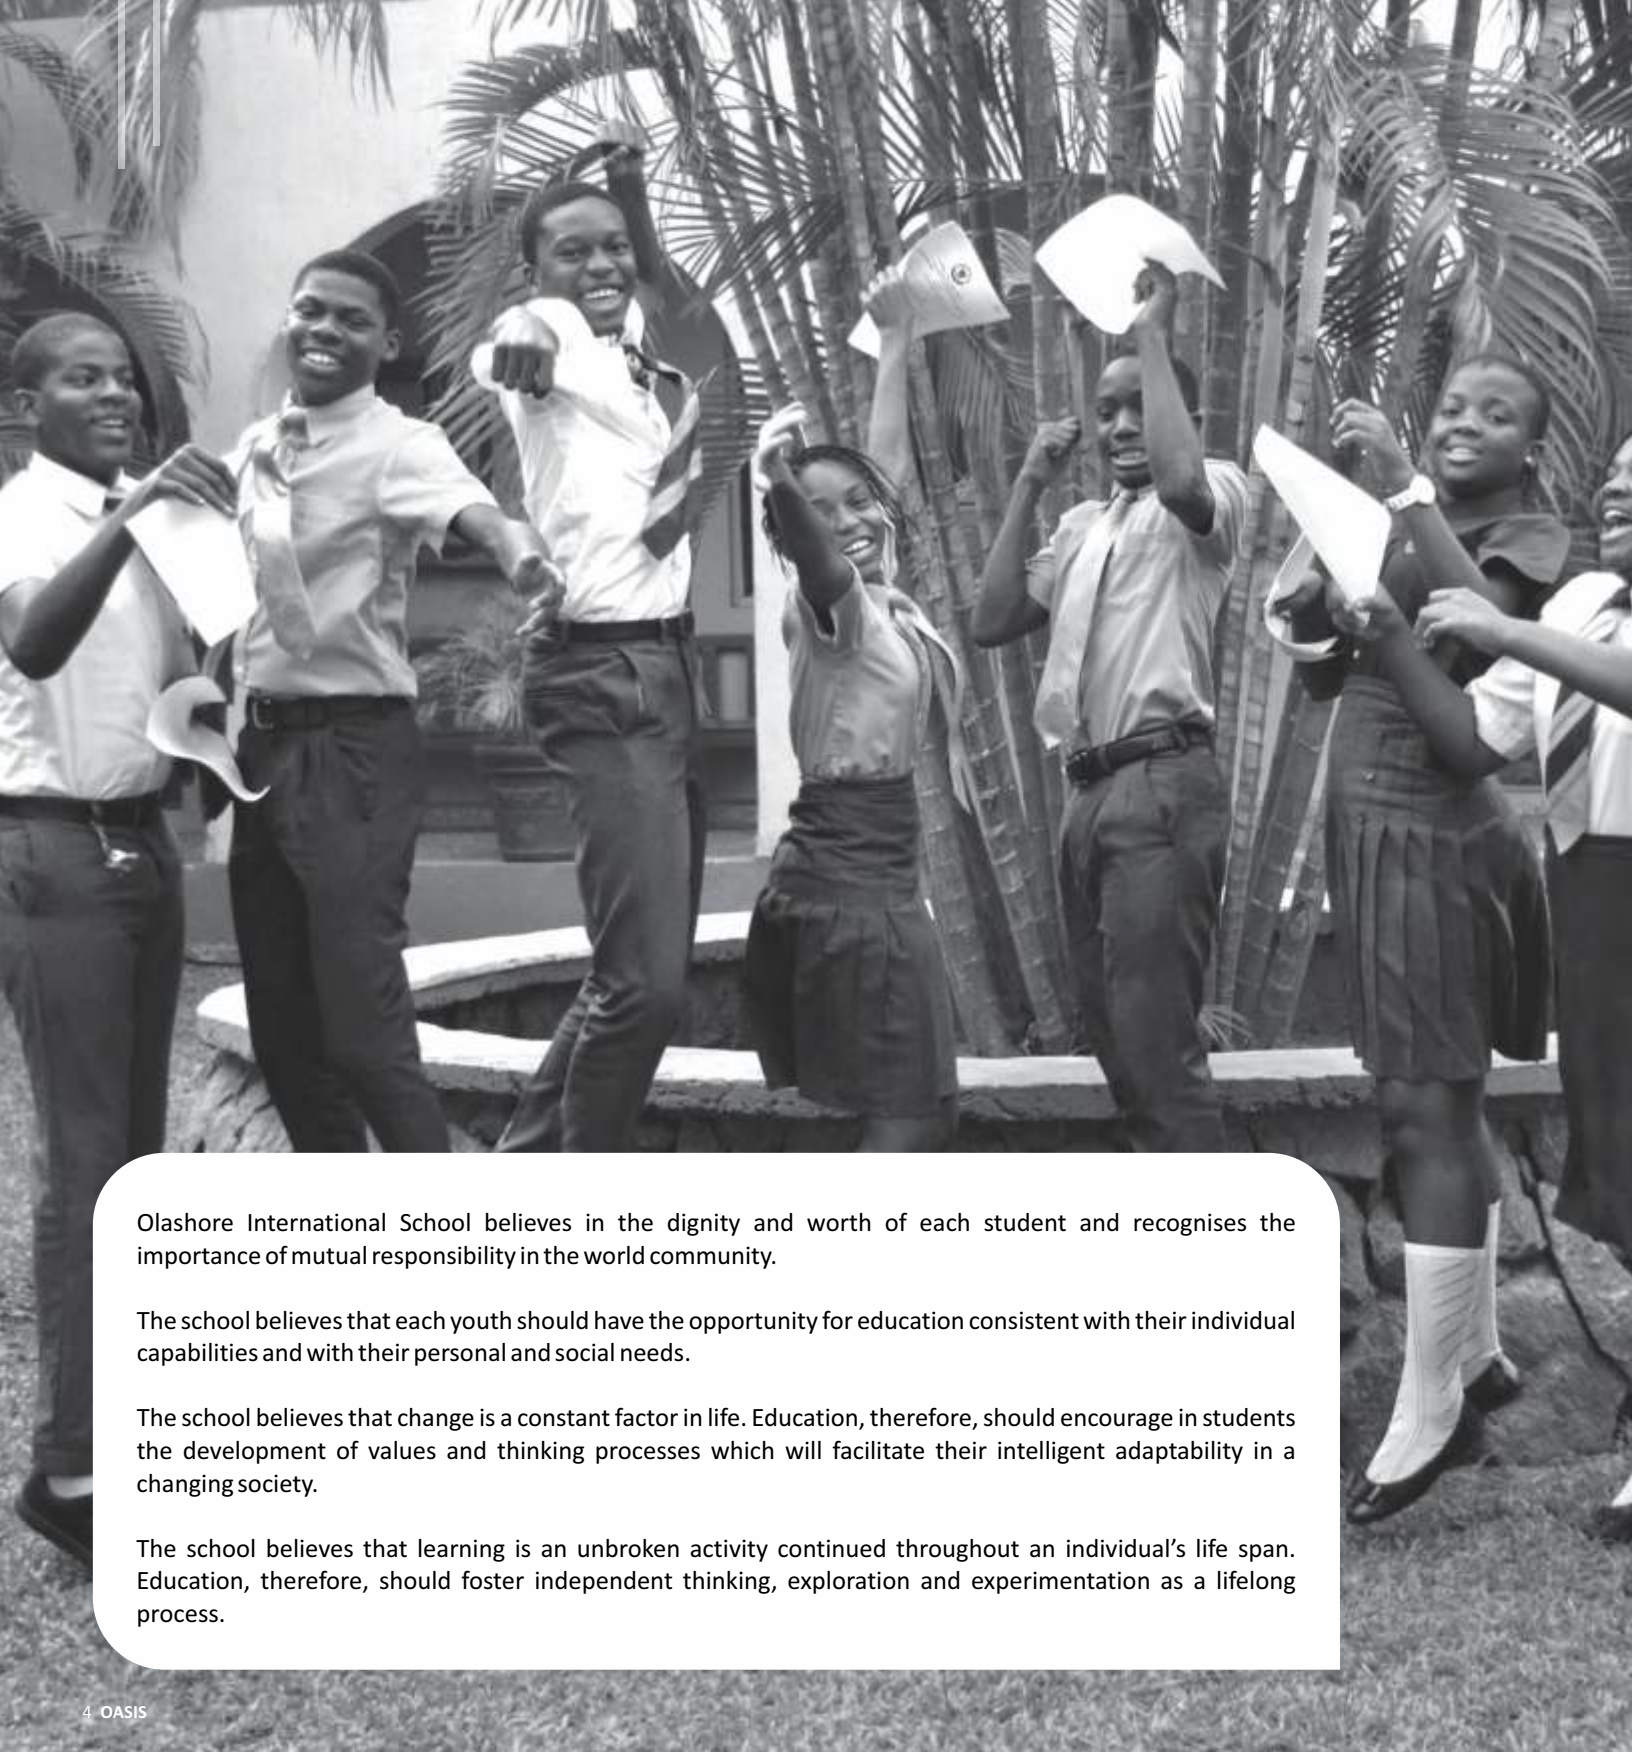 Olashore International School believes in the dignity and worth of each student and recognises the
importance of mutual responsibility in the world community.
The school believes that each youth should have the opportunity for education consistent with their individual
capabilities and with their personal and social needs.
The school believes that change is a constant factor in life. Education, therefore, should encourage in students
the development of values and thinking processes which will facilitate their intelligent adaptability in a
changing society.
The school believes that learning is an unbroken activity continued throughout an individual’s life span.
Education, therefore, should foster independent thinking, exploration and experimentation as a lifelong
process.
4 OASIS